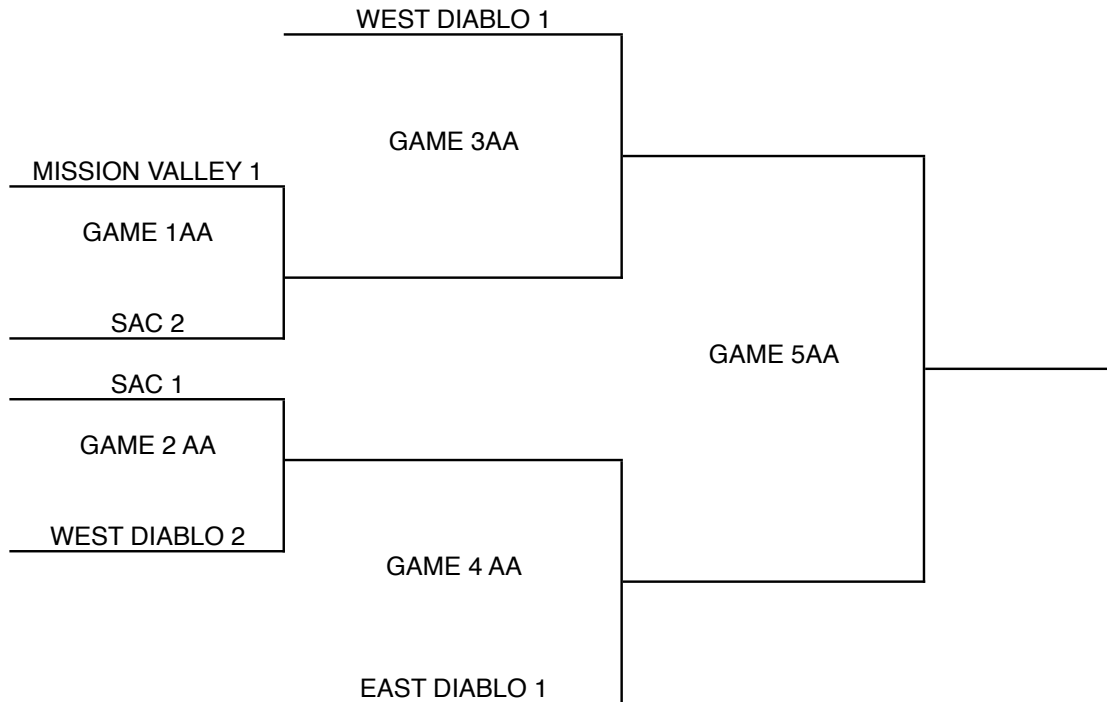 WEST DIABLO 1
GAME 3AA
MISSION VALLEY 1
GAME 1AA
SAC 2
GAME 5AA
SAC 1
GAME 2 AA
WEST DIABLO 2
GAME 4 AA
EAST DIABLO 1